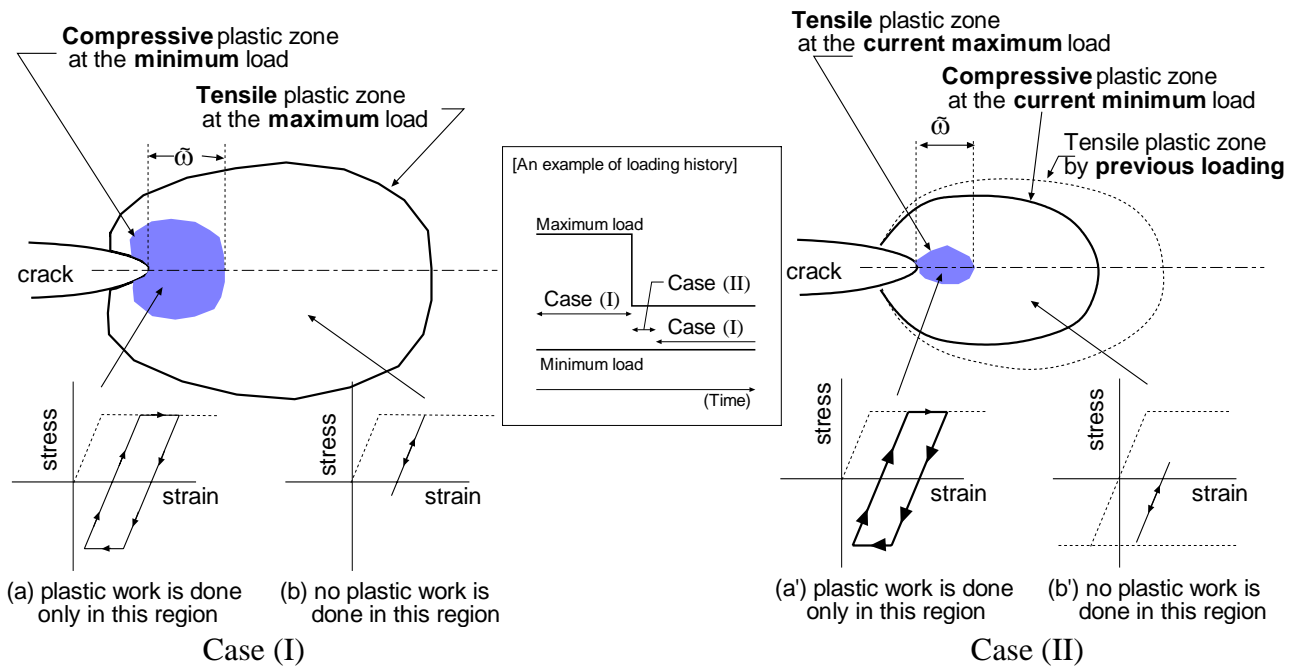 Compressive plastic zone
at the minimum load
Tensile plastic zone
at the maximum load
ω̃
crack
stress
strain
stress
strain
(a) plastic work is done
only in this region
(b) no plastic work is
done in this region
Case (I)
[An example of loading history]
Maximum load
Case (II)
Case (I)
Case (I)
Minimum load
(Time)
Tensile plastic zone
at the current maximum load
Compressive plastic zone
at the current minimum load
ω̃
Tensile plastic zone
by previous loading
crack
stress
strain
stress
strain
(a') plastic work is done
only in this region
(b') no plastic work is
done in this region
Case (II)